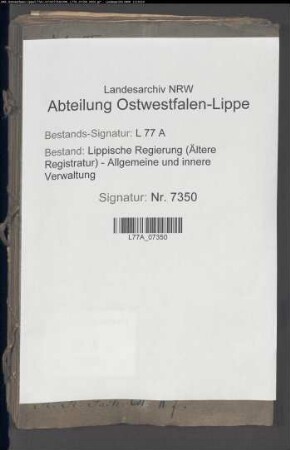 Landesarchiv NRW
Abteilung Ostwestfalen-Lippe
Bestands-Signatur: L 77 A
Bestand: Lippische Regierung (Ältere
Registratur) - Allgemeine und innere
Verwaltung
Signatur: Nr. 7350
L77A_07350